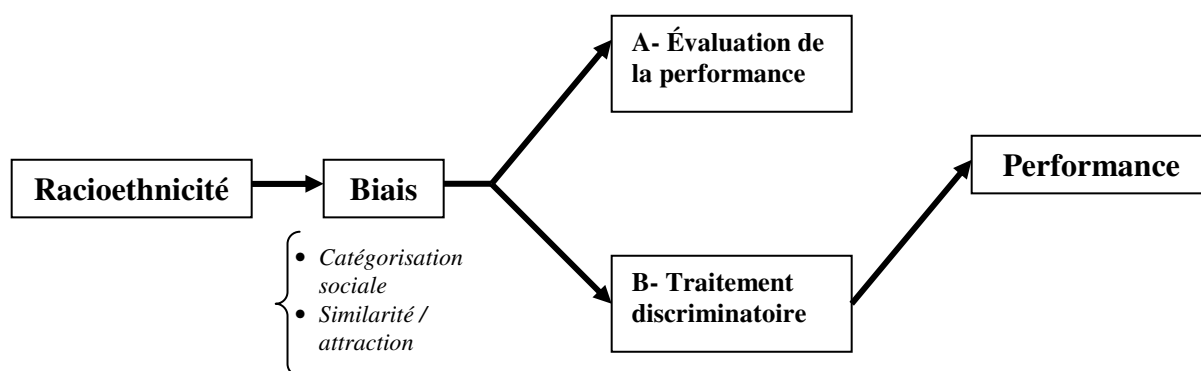 A- Évaluation de
la performance
Racioethnicité
Biais
Performance
• Catégorisation
sociale
• Similarité /
attraction
B- Traitement
discriminatoire